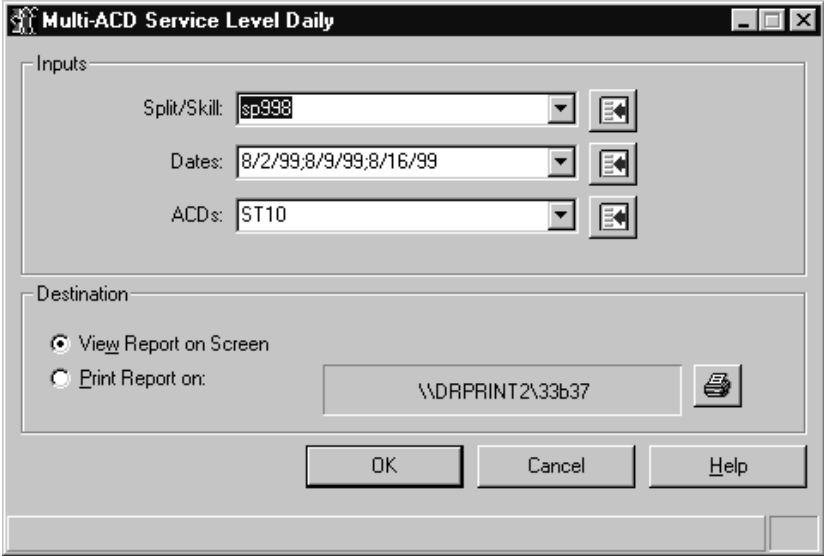 Multi-ACD Service Level Daily
Inputs
Split/Skill: sp998
Dates: 8/2/99;8/9/99;8/16/99
ACDs: ST10
Destination
View Report on Screen
Print Report on: \\DRPRINT2\33b37
OK Cancel Help